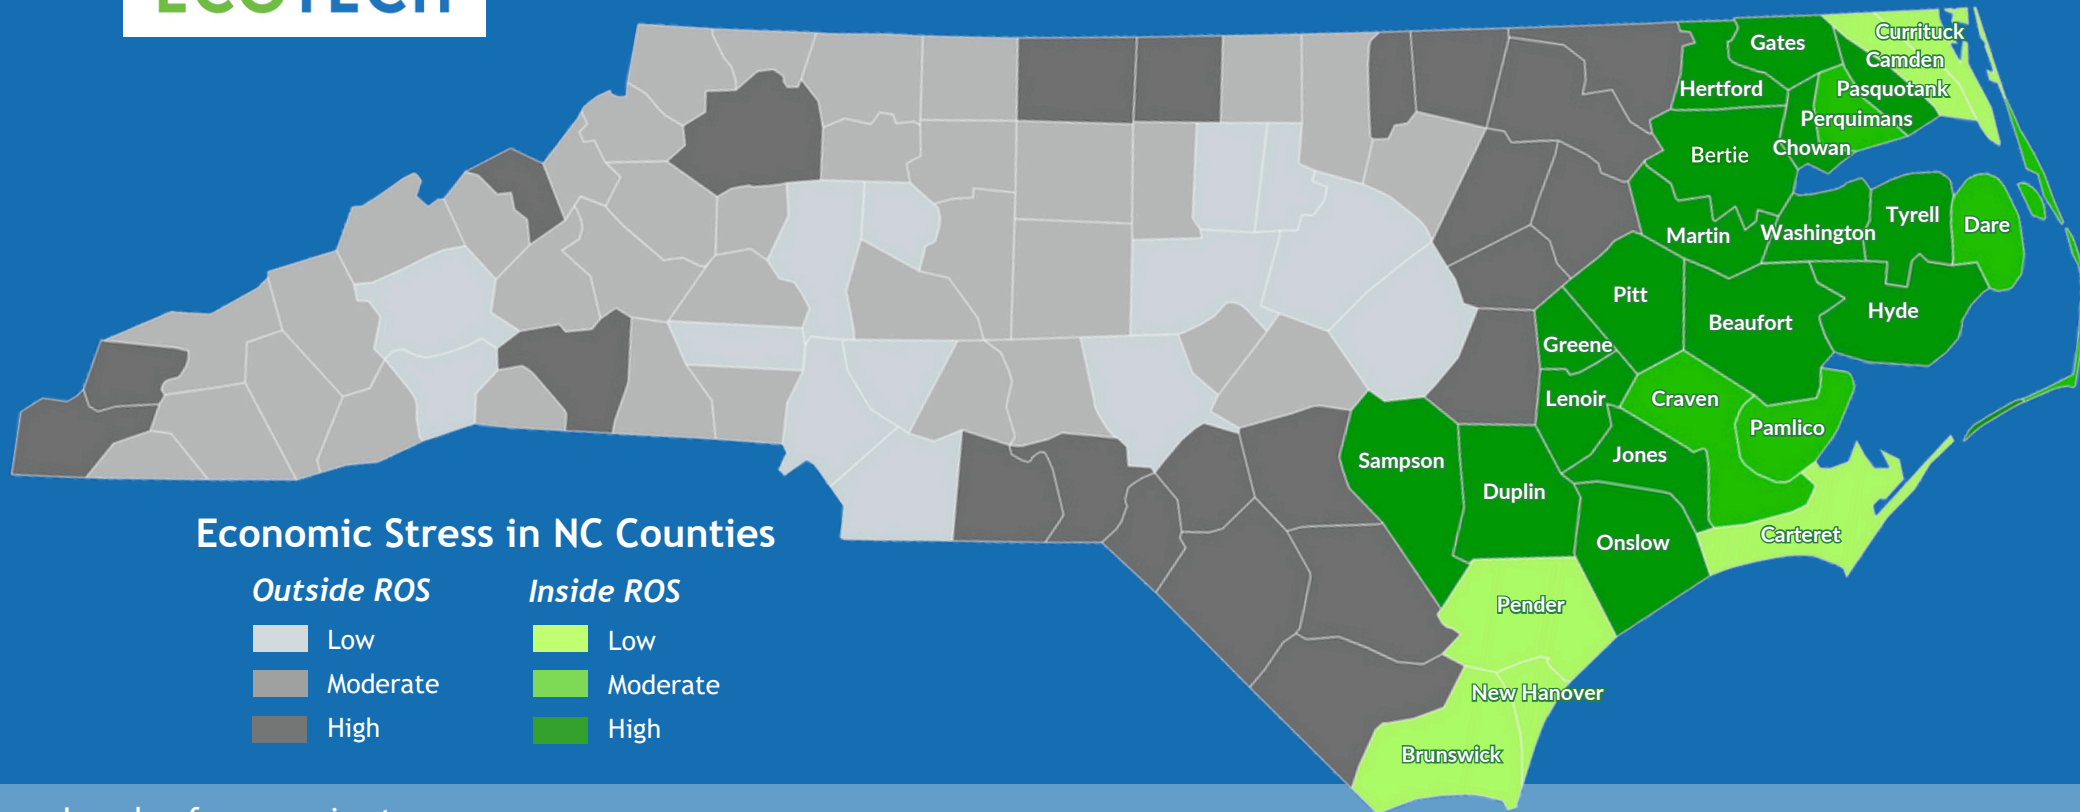 ECOTECH
Currituck
Gates
Camden
Hertford
Pasquotank
Perquimans
Chowan
Bertie
Tyrell
Dare
Washington
Martin
Pitt
Hyde
Beaufort
Greene
Lenoir
Craven
Pamlico
Jones
Sampson
Duplin
Onslow
Carteret
Pender
New Hanover
Brunswick
Economic Stress in NC Counties
Outside ROS
Low
Moderate
High
Inside ROS
Low
Moderate
High